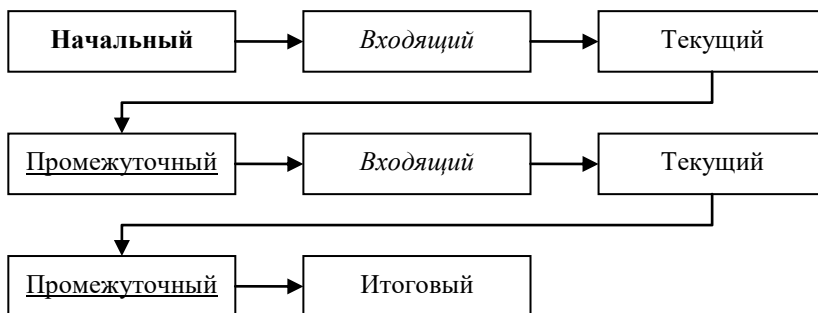 Начальный Входящий Текущий
Промежуточный Входящий Текущий
Промежуточный Итоговый